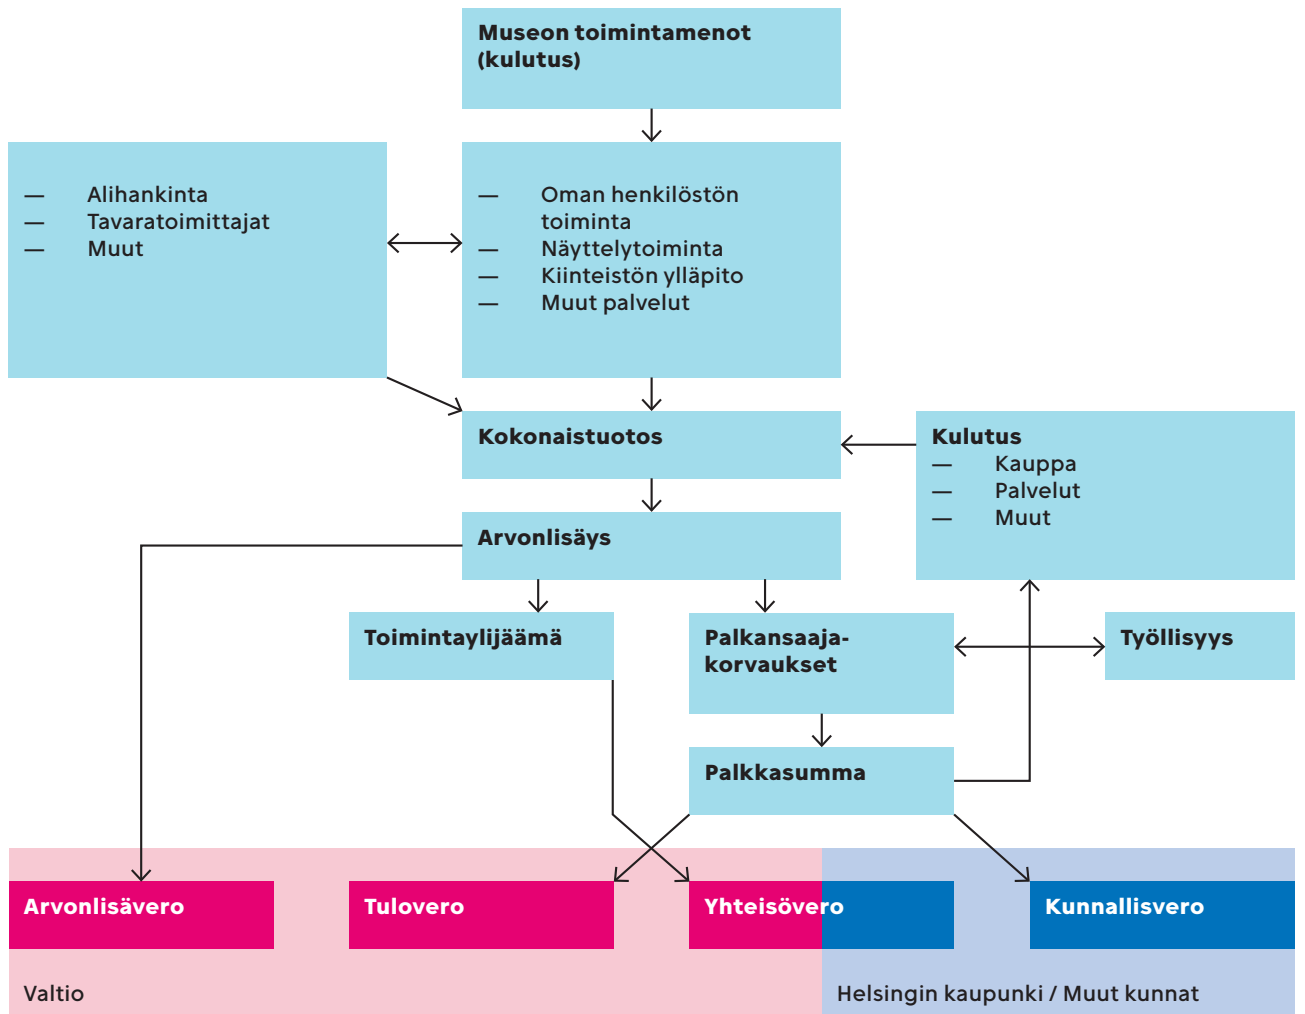 Museon toimintamenot
(kulutus)
— Alihankinta
— Tavaratoimittajat
— Muut
— Oman henkilöstön
toiminta
— Näyttelytoiminta
— Kiinteistön ylläpito
— Muut palvelut
Kokonaistuotos
Kulutus
— Kauppa
— Palvelut
— Muut
Arvonlisäys
Toimintaylijäämä
Palkansaaja-
korvaukset
Työllisyys
Palkkasumma
Arvonlisävero
Tulovero
Yhteisövero
Kunnallisvero
Valtio
Helsingin kaupunki / Muut kunnat